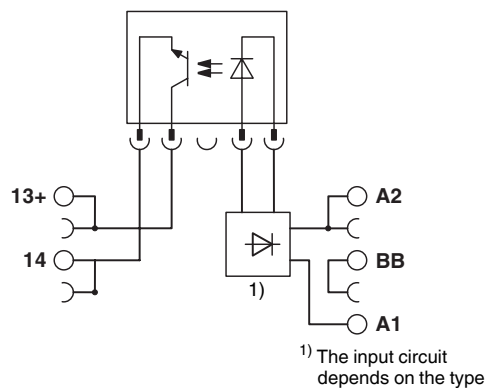 13+
A2
14
BB
1)
A1
1) The input circuit
depends on the type